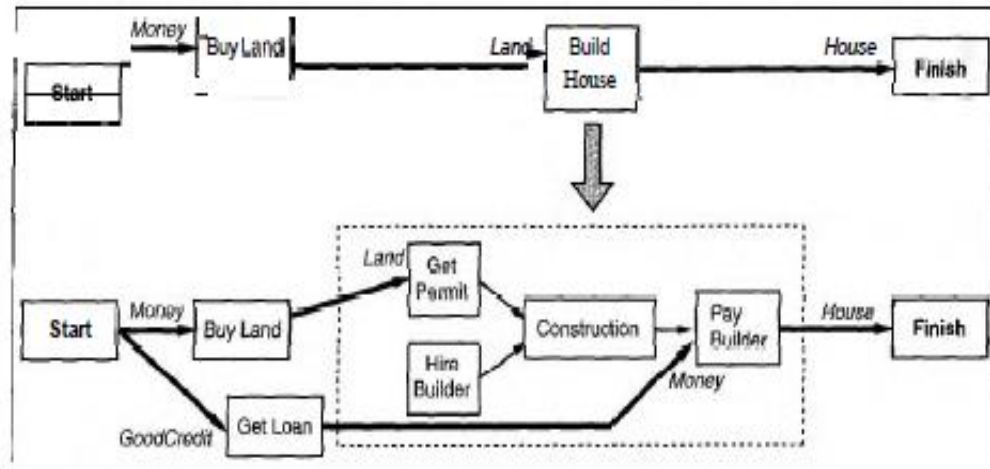 Money
Buy Land
Land
Build
House
House
Finish
Start
Land
Get
Permit
Money
House
Start
Buy Land
Construction
Pay
Builder
Finish
Hire
Builder
Money
GoodCredit
Get Loan